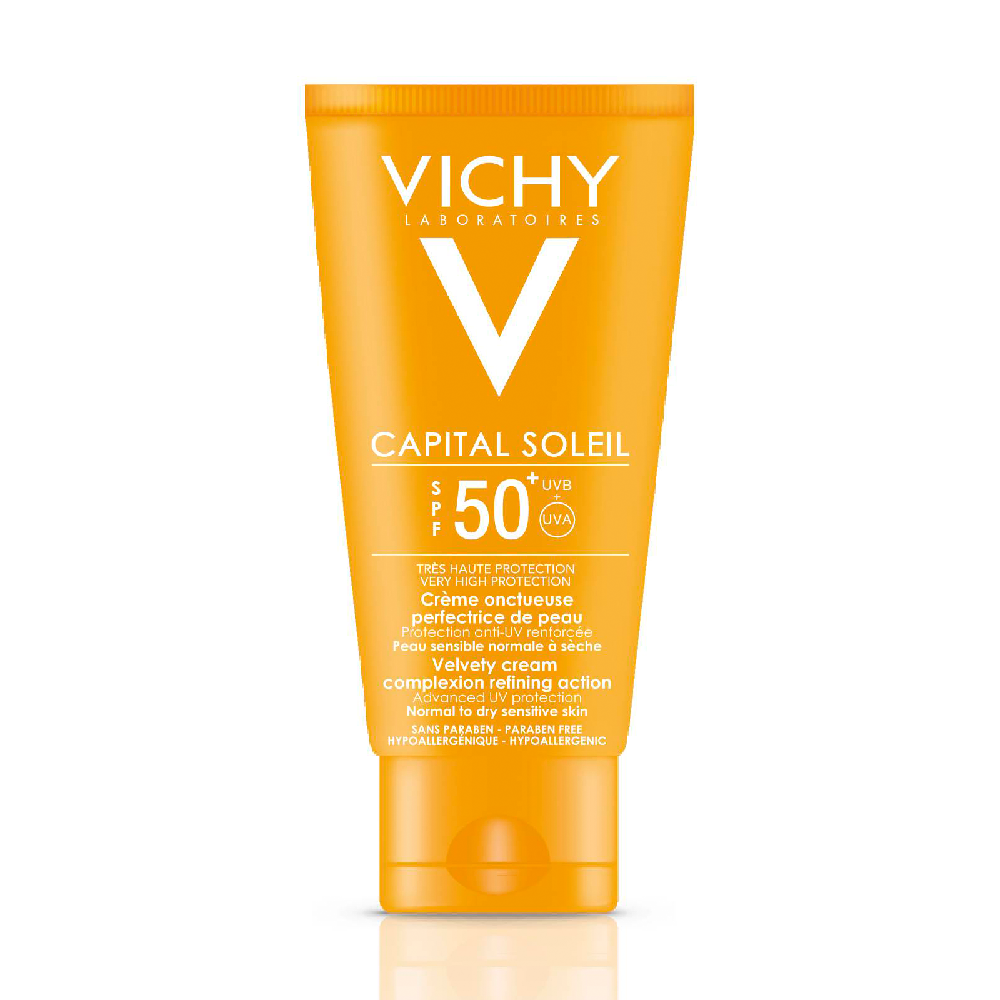 VICHY
LABORATOIRES
V
CAPITAL SOLEIL
SPF 50+ UVB + UVA
TRÈS HAUTE PROTECTION
VERY HIGH PROTECTION
Crème onctueuse
perfectrice de peau
Protection anti-UV renforcée
Peau sensible normale à sèche
Velvety cream
complexion refining action
Advanced UV protection
Normal to dry sensitive skin
SANS PARABEN - PARABEN FREE
HYPOALLERGÉNIQUE - HYPOALLERGENIC